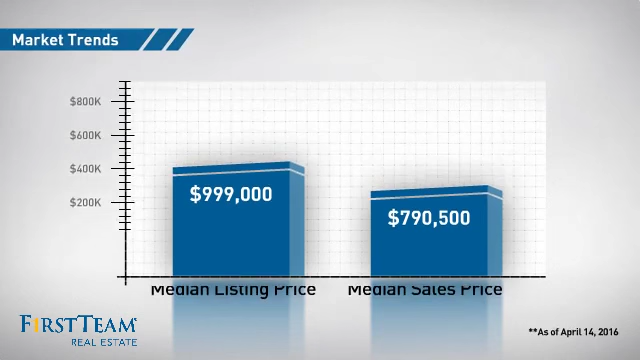 Market Trends
$800K
$600K
$400K
$200K
$999,000
$790,500
Median Listing Price
Median Sales Price
FIRSTTEAM®
REAL ESTATE
**As of April 14, 2016